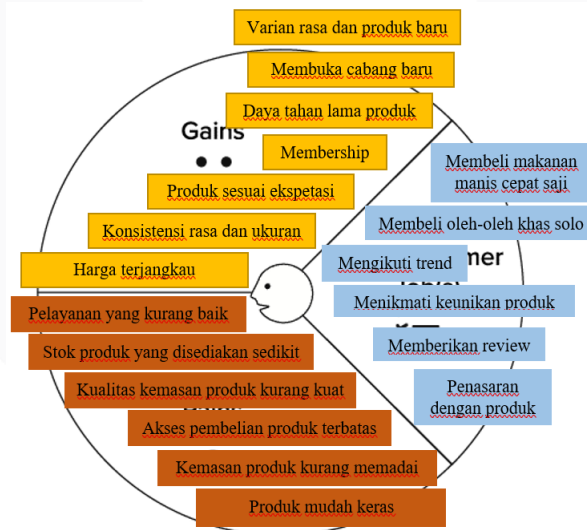 Varian rasa dan produk baru
Membuka cabang baru
Daya tahan lama produk
Gains
Membership
Produk sesuai ekspetasi
Konsistensi rasa dan ukuran
Harga terjangkau
Membeli makanan
manis cepat saji
Membeli oleh-oleh khas solo
Mengikuti trend
mer
Menikmati keunikan produk
Memberikan review
Penasaran
dengan produk
Pelayanan yang kurang baik
Stok produk yang disediakan sedikit
Kualitas kemasan produk kurang kuat
Akses pembelian produk terbatas
Kemasan produk kurang memadai
Produk mudah keras